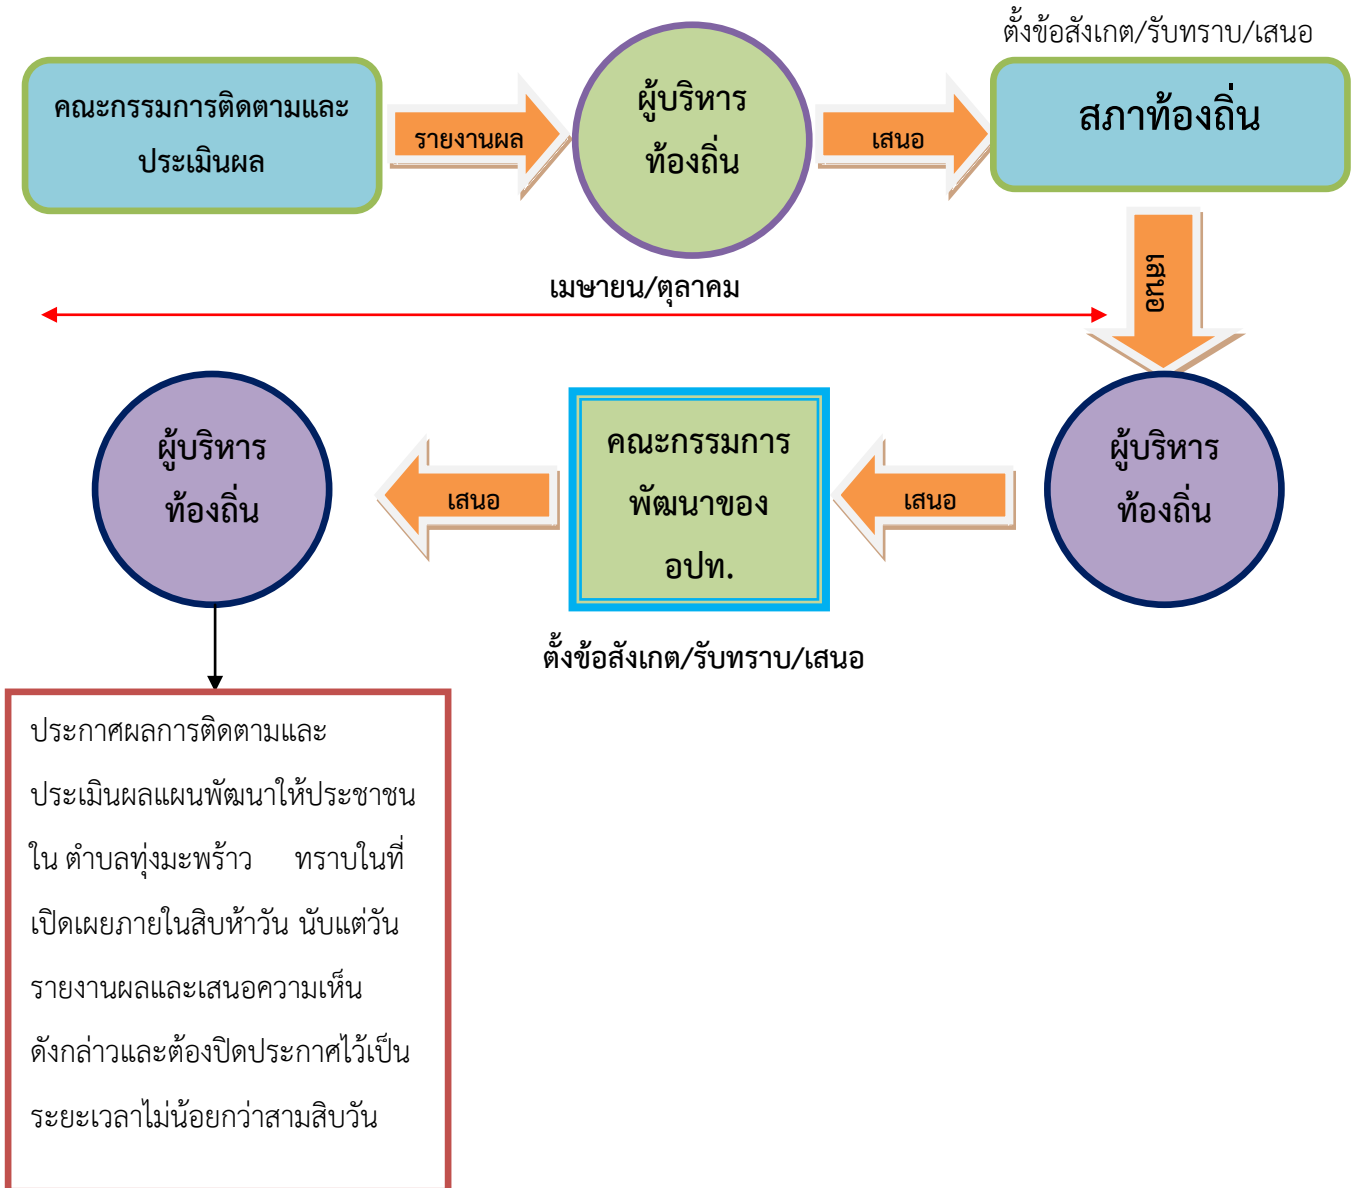 ตั้งข้อสังเกต/รับทราบ/เสนอ
คณะกรรมการติดตามและ
ประเมินผล
รายงานผล
ผู้บริหาร
ท้องถิ่น
เสนอ
สภาท้องถิ่น
เสนอ
เมษายน/ตุลาคม
ผู้บริหาร
ท้องถิ่น
เสนอ
คณะกรรมการ
พัฒนาของ
อปท.
เสนอ
ผู้บริหาร
ท้องถิ่น
ตั้งข้อสังเกต/รับทราบ/เสนอ
ประกาศผลการติดตามและ
ประเมินผลแผนพัฒนาให้ประชาชน
ใน ตำบลทุ่งมะพร้าว ทราบในที่
เปิดเผยภายในสิบห้าวัน นับแต่วัน
รายงานผลและเสนอความเห็น
ดังกล่าวและต้องปิดประกาศไว้เป็น
ระยะเวลาไม่น้อยกว่าสามสิบวัน